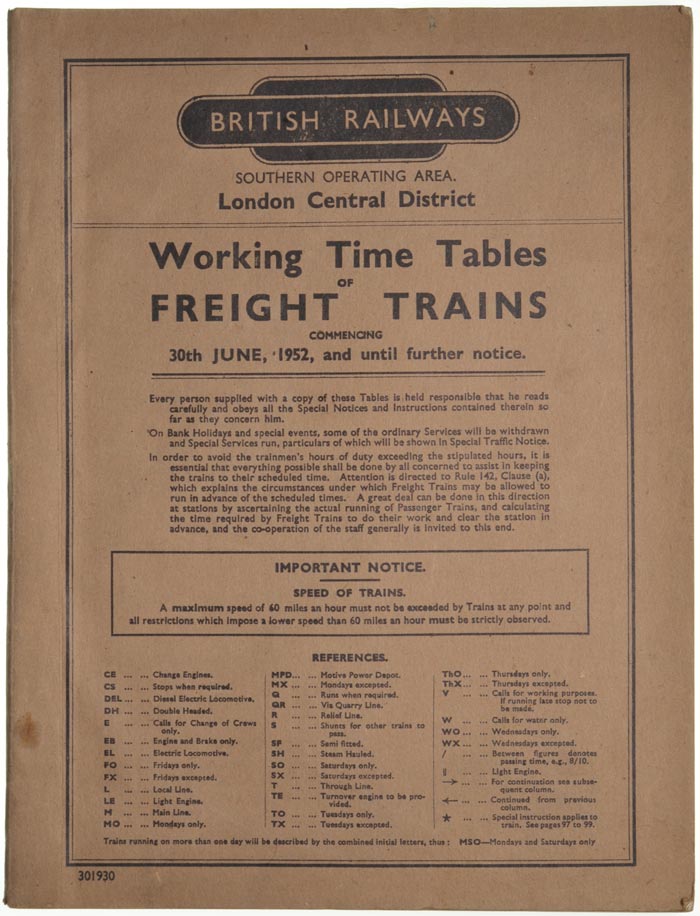 BRITISH RAILWAYS
SOUTHERN OPERATING AREA.
London Central District
Working Time Tables
OF
FREIGHT TRAINS
COMMENCING
30th JUNE, 1952, and until further notice.
Every person supplied with a copy of these Tables is held responsible that he reads
carefully and obeys all the Special Notices and Instructions contained therein so
far as they concern him.
On Bank Holidays and special events, some of the ordinary Services will be withdrawn
and Special Services run, particulars of which will be shown in Special Traffic Notice.
In order to avoid the trainmen's hours of duty exceeding the stipulated hours, it is
essential that everything possible shall be done by all concerned to assist in keeping
the trains to their scheduled time. Attention is directed to Rule 142, Clause (a),
which explains the circumstances under which Freight Trains may be allowed to
run in advance of the scheduled times. A great deal can be done in this direction
at stations by ascertaining the actual running of Passenger Trains, and calculating
the time required by Freight Trains to do their work and clear the station in
advance, and the co-operation of the staff generally is invited to this end.
IMPORTANT NOTICE.
SPEED OF TRAINS.
A maximum speed of 60 miles an hour must not be exceeded by Trains at any point and
all restrictions which impose a lower speed than 60 miles an hour must be strictly observed.
REFERENCES.
CE ... ... Change Engines.
CS ... ... Stops when required.
DEL ... ... Diesel Electric Locomotive.
DH ... ... Double Headed.
E ... ... Calls for Change of Crews
only.
EB ... ... Engine and Brake only.
EL ... ... Electric Locomotive.
FO ... ... Fridays only.
FX ... ... Fridays excepted.
L ... ... Local Line.
LE ... ... Light Engine.
M ... ... Main Line.
MO ... ... Mondays only.
MPD ... ... Motive Power Depot.
MX ... ... Mondays excepted.
Q ... ... Runs when required.
QR ... ... Via Quarry Line.
R ... ... Relief Line.
S ... ... Shunts for other trains to
pass.
SF ... ... Semi fitted.
SH ... ... Steam Hauled.
SO ... ... Saturdays only.
SX ... ... Saturdays excepted.
T ... ... Through Line.
TE ... ... Turnover engine to be pro-
vided.
TO ... ... Tuesdays only.
TX ... ... Tuesdays excepted.
ThO ... ... Thursdays only.
ThX ... ... Thursdays excepted.
V ... ... Calls for working purposes.
If running late stop not to
be made.
W ... ... Calls for water only.
WO ... ... Wednesdays only.
WX ... ... Wednesdays excepted.
/ ... ... Between figures denotes
passing time, e.g., 8/10.
|| ... ... Light Engine.
→ ... ... For continuation see subse-
quent column.
← ... ... Continued from previous
column.
★ ... ... Special instruction applies to
train. See pages 97 to 99.
Trains running on more than one day will be described by the combined initial letters, thus: MSO—Mondays and Saturdays only
301930